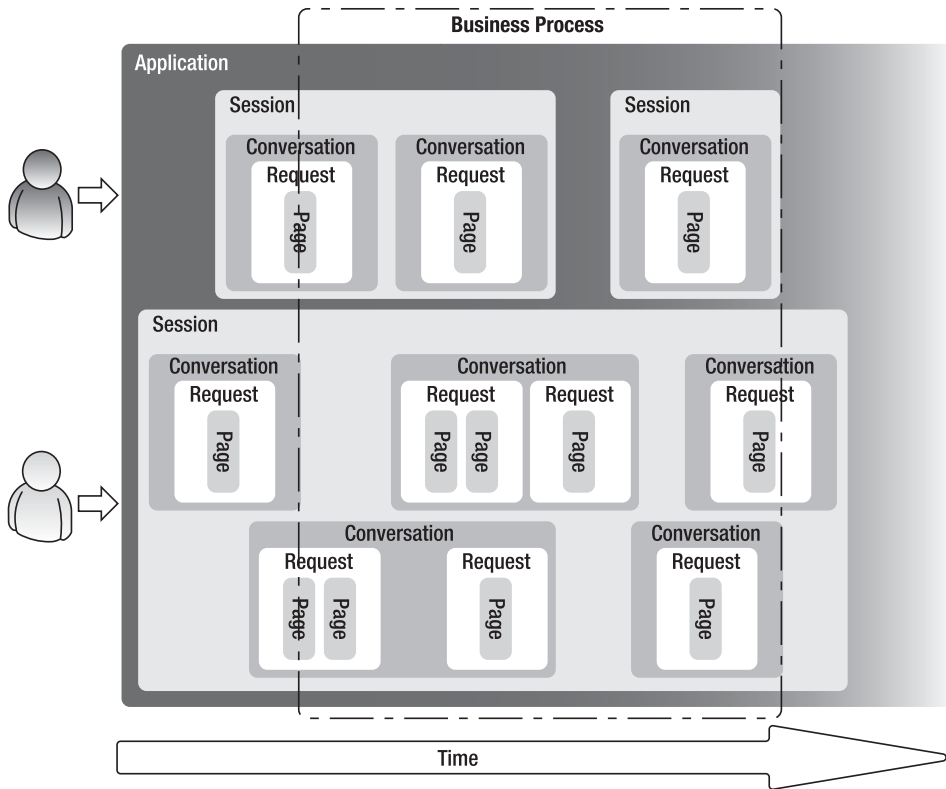 Business Process
Application
Session
Session
Conversation
Conversation
Conversation
Request
Request
Request
Page
Page
Page
Session
Conversation
Conversation
Conversation
Request
Request
Request
Request
Page
Page
Page
Page
Page
Conversation
Conversation
Request
Request
Request
Page
Page
Page
Page
Time